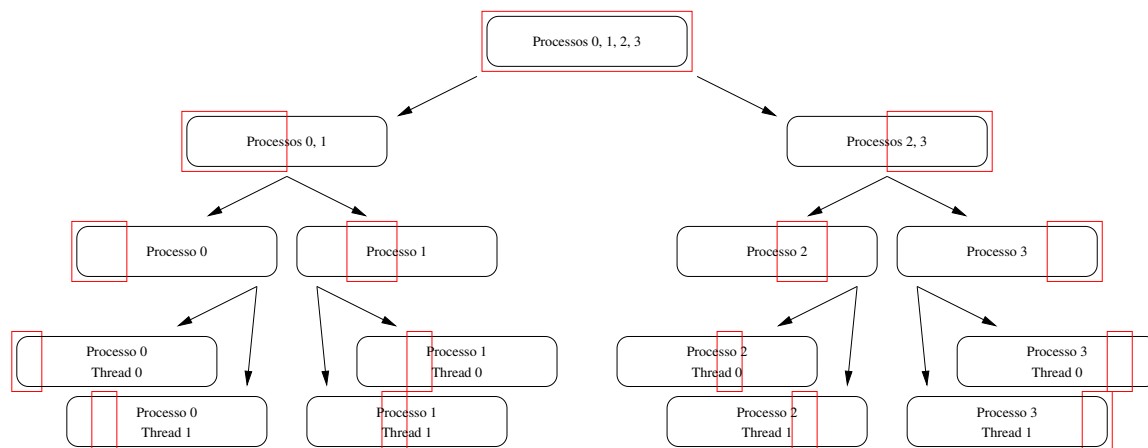 Processos 0, 1, 2, 3
Processos 0, 1
Processos 2, 3
Processo 0
Processo 1
Processo 2
Processo 3
Processo 0
Thread 0
Processo 1
Thread 0
Processo 2
Thread 0
Processo 3
Thread 0
Processo 0
Thread 1
Processo 1
Thread 1
Processo 2
Thread 1
Processo 3
Thread 1